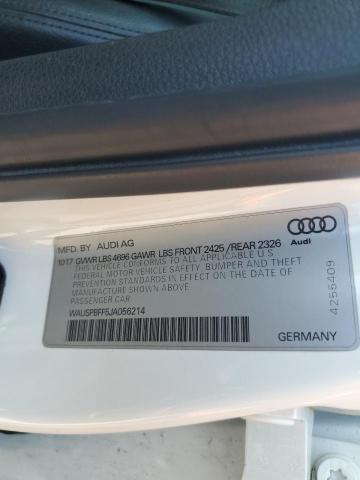 MFD. BY AUDI AG
10 17 GVWR LBS 4696 GAWR LBS FRONT 2425 / REAR 2326
THIS VEHICLE CONFORMS TO ALL APPLICABLE U S
FEDERAL MOTOR VEHICLE SAFETY, BUMPER AND THEFT
PREVENTION STANDARDS IN EFFECT ON THE DATE OF
MANUFACTURE SHOWN ABOVE.
PASSENGER CAR
WAUSPBFF5JA056214
Audi
GERMANY
4255409